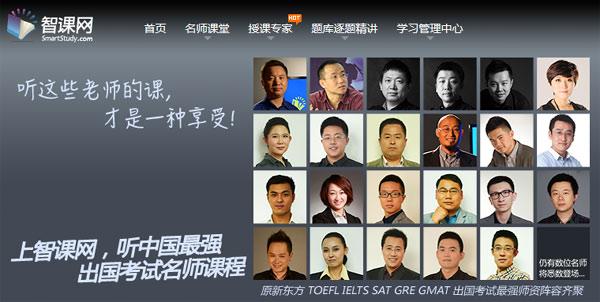 智课网
SmartStudy.com
首页 名师课堂 授课专家 HOT 题库逐题精讲 学习管理中心
听这些老师的课,
才是一种享受!
上智课网，听中国最强
出国考试名师课程
仍有数位名师
将悉数登场...
原新东方 TOEFL IELTS SAT GRE GMAT 出国考试最强师资阵容齐聚